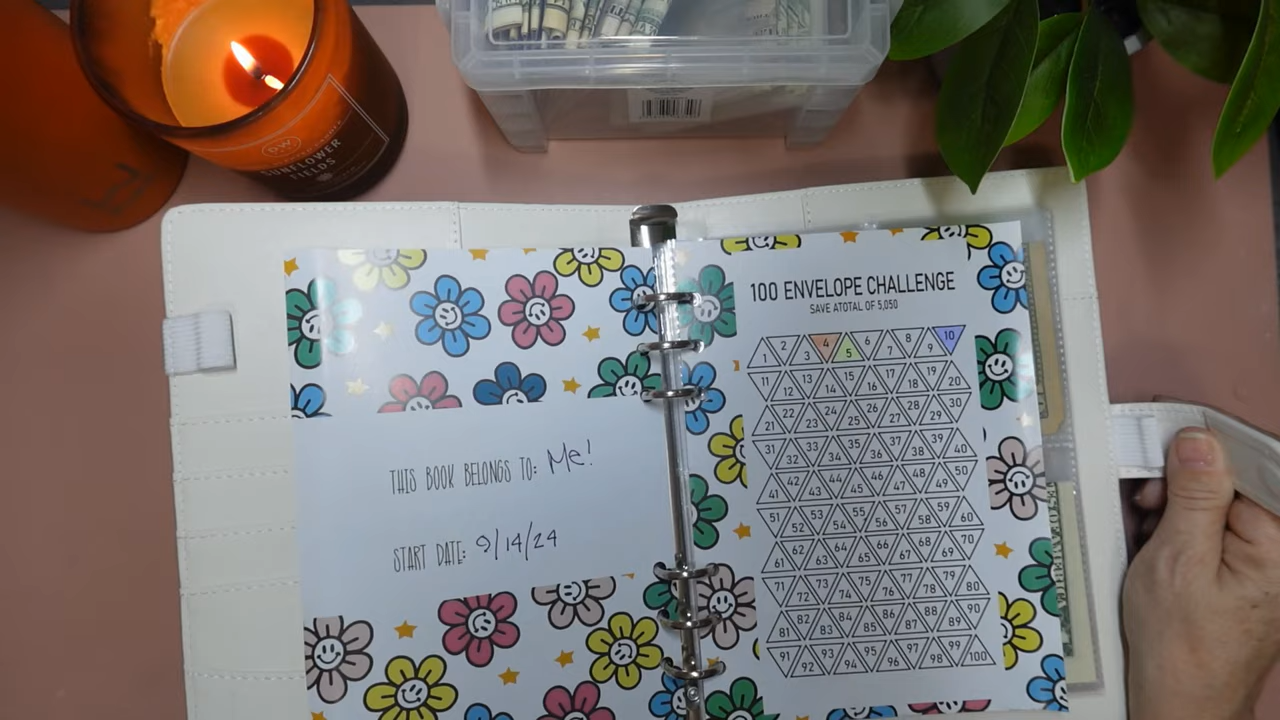 DW
SUNFLOWER
FIELDS
THIS BOOK BELONGS TO: Me!
START DATE: 9/14/24
100 ENVELOPE CHALLENGE
SAVE ATOTAL OF 5,050
1 2 3 4 5 6 7 8 9 10
11 12 13 14 15 16 17 18 19 20
21 22 23 24 25 26 27 28 29 30
31 32 33 34 35 36 37 38 39 40
41 42 43 44 45 46 47 48 49 50
51 52 53 54 55 56 57 58 59 60
61 62 63 64 65 66 67 68 69 70
71 72 73 74 75 76 77 78 79 80
81 82 83 84 85 86 87 88 89 90
91 92 93 94 95 96 97 98 99 100